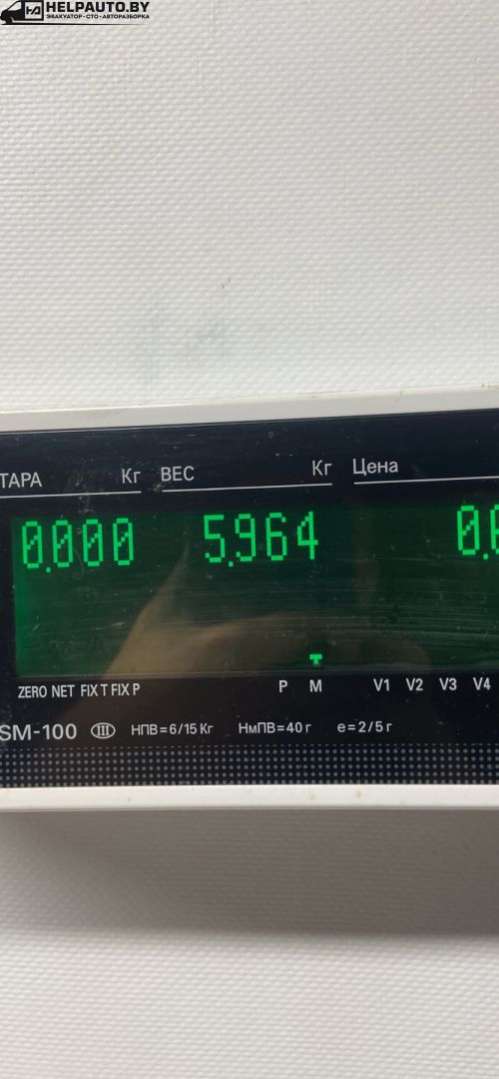 HELPAUTO.BY
ЭВАКУАТОР-СТО-АВТОРАЗБОРКА
ТАРА Кг ВЕС Кг Цена
0.000 5.964
ZERO NET FIX T FIX P P M V1 V2 V3 V4
SM-100 III НПВ=6/15 Кг НмПВ=40 г e=2/5 г